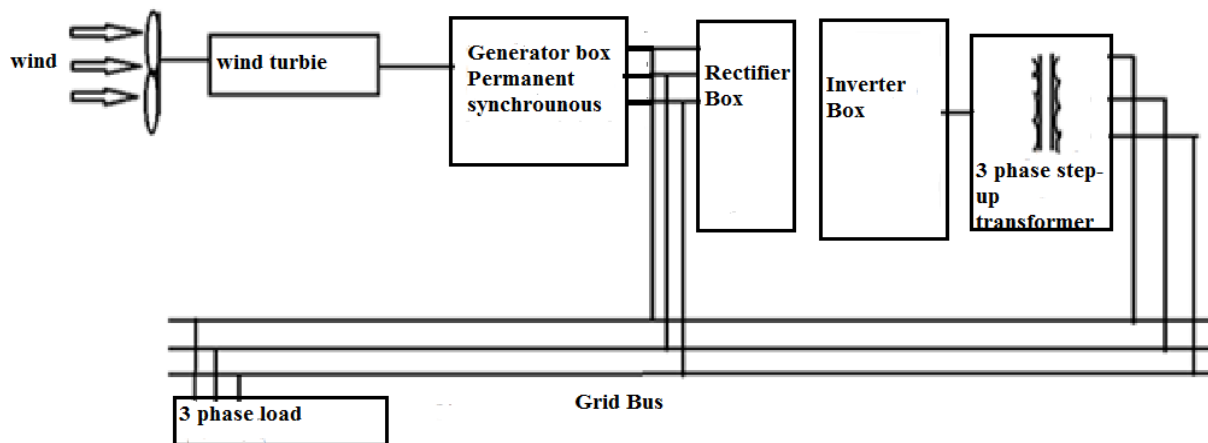 wind
wind turbie
Generator box
Permanent
synchrounous
Rectifier
Box
Inverter
Box
3 phase step-
up
transformer
Grid Bus
3 phase load